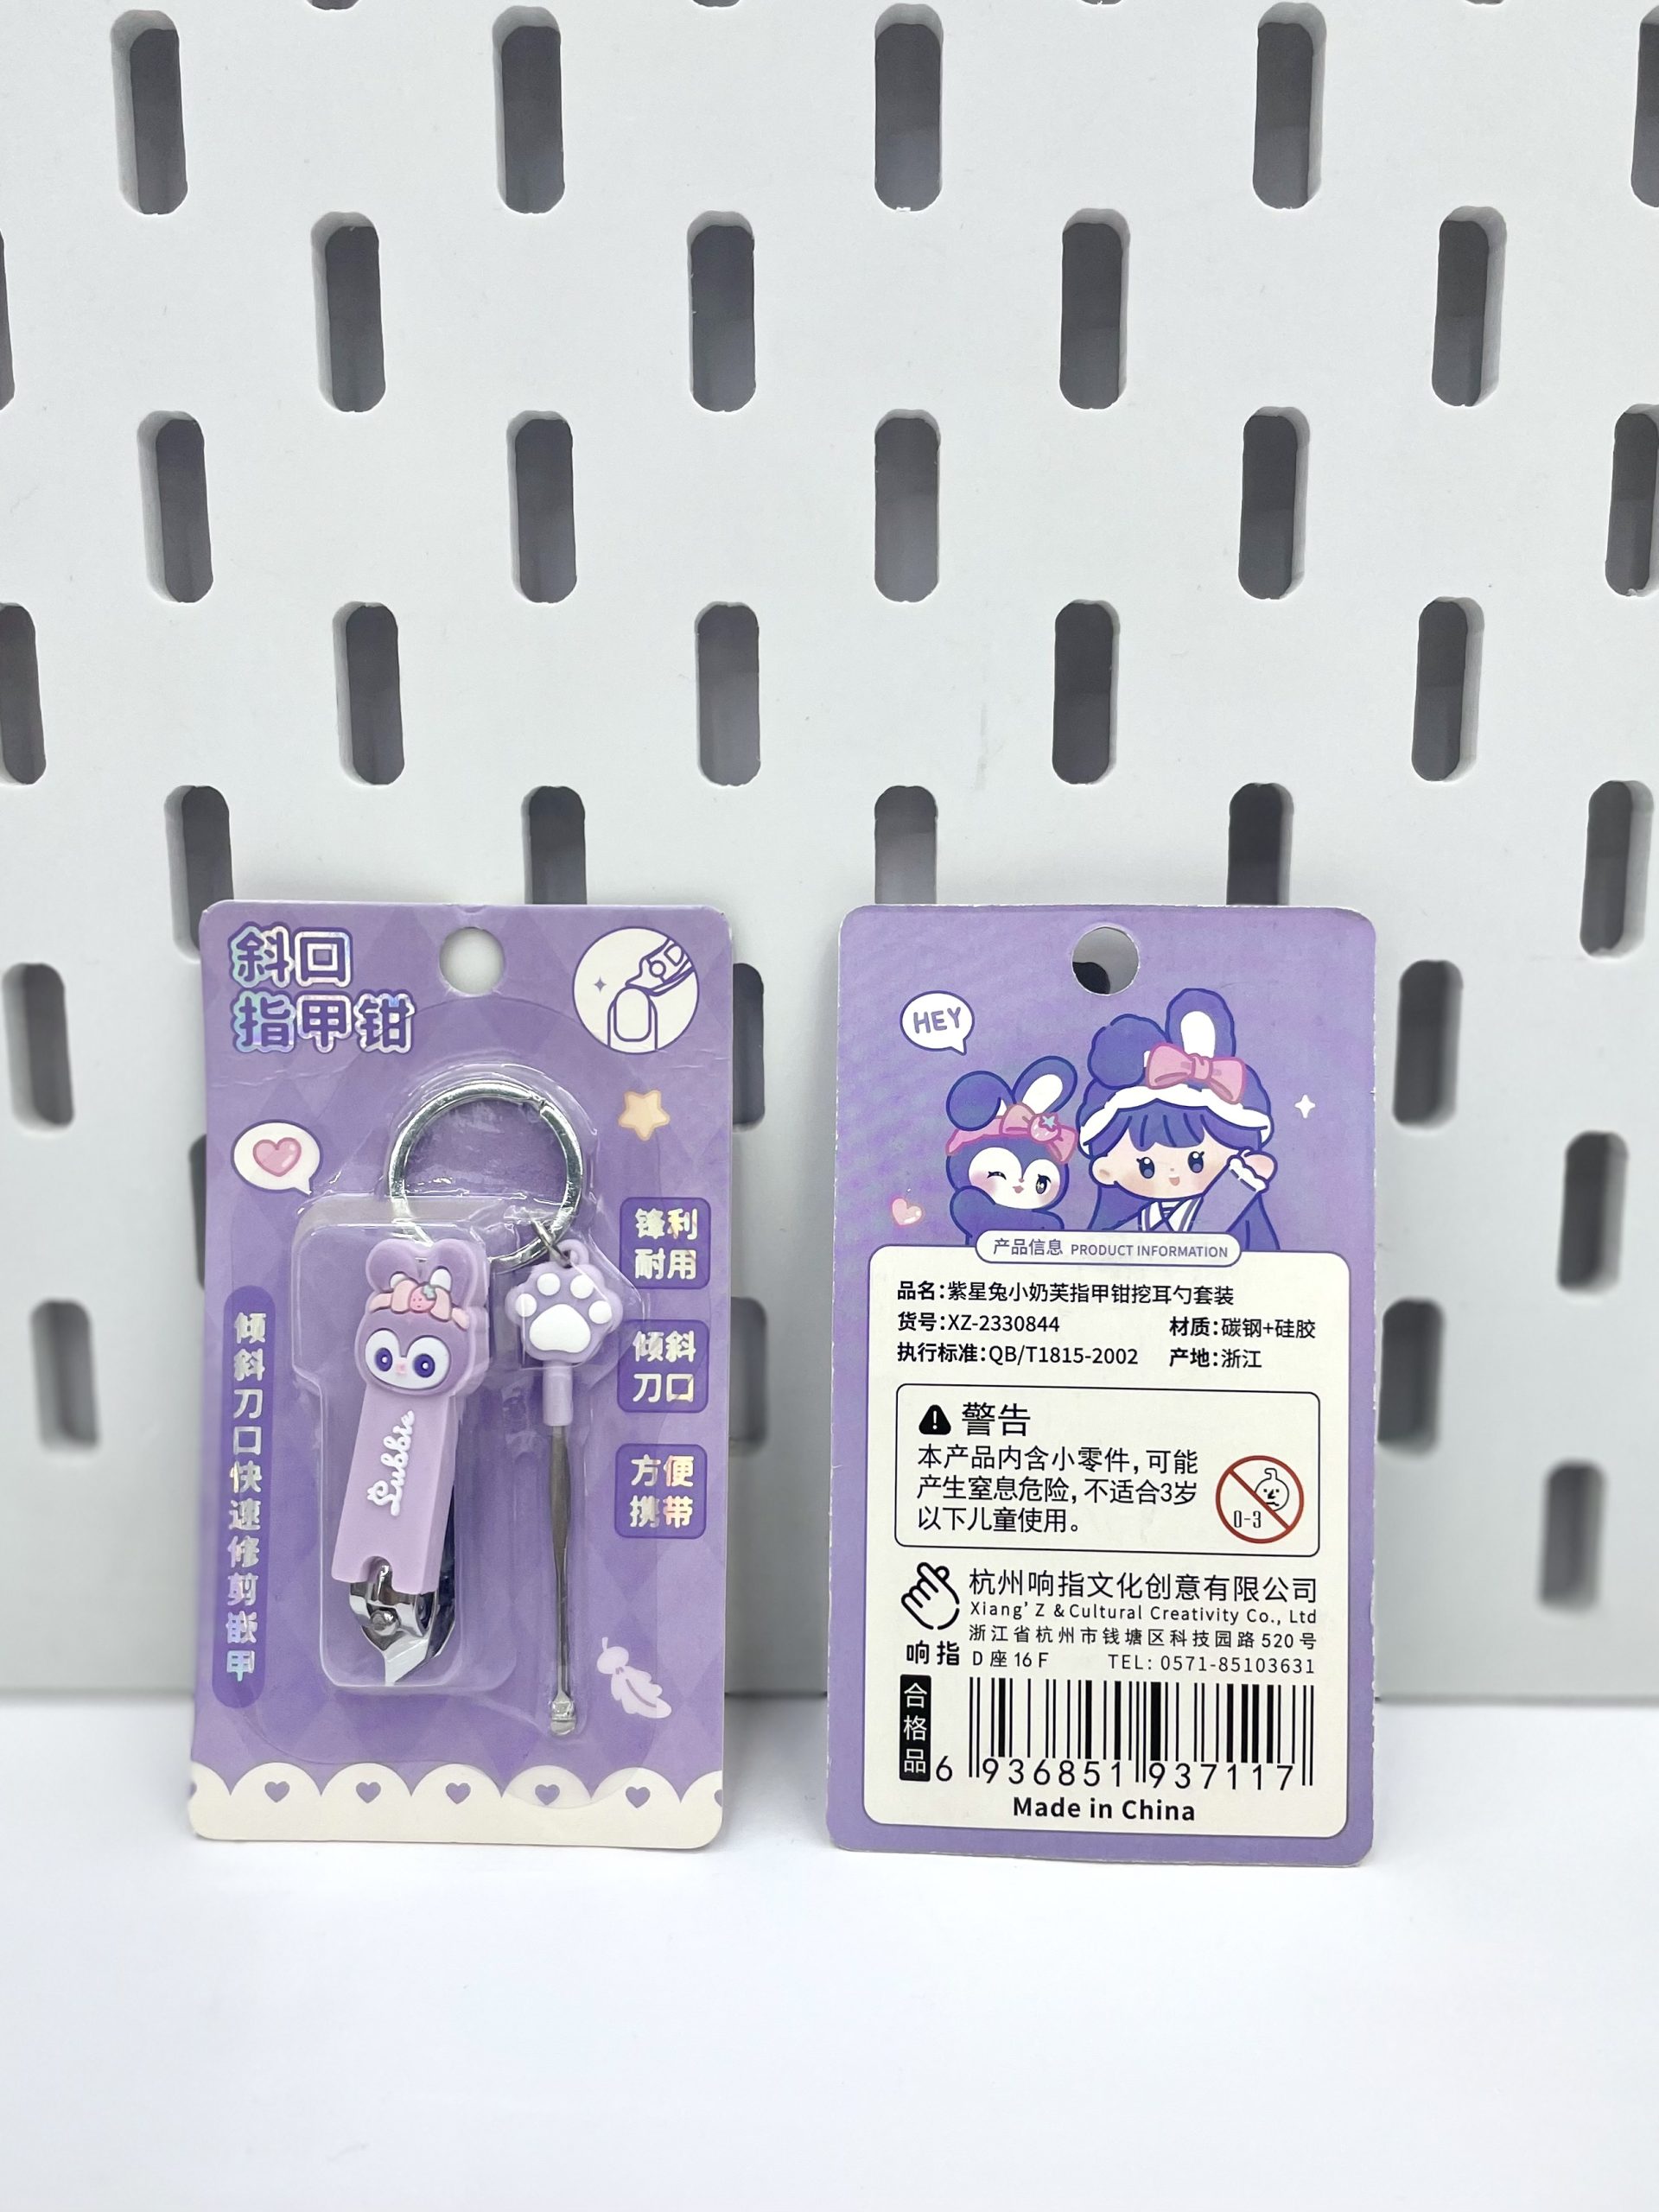 斜口
指甲钳
锋利
耐用
倾斜
刀口
方便
携带
倾斜刀口快速修剪嵌甲
Lubbie
HEY
产品信息 PRODUCT INFORMATION
品名:紫星兔小奶芙指甲钳挖耳勺套装
货号:XZ-2330844 材质:碳钢+硅胶
执行标准:QB/T1815-2002 产地:浙江
警告
本产品内含小零件,可能
产生窒息危险,不适合3岁
以下儿童使用。
0-3
杭州响指文化创意有限公司
Xiang'Z &Cultural Creativity Co., Ltd
浙江省杭州市钱塘区科技园路520号
响指 D座16F TEL: 0571-85103631
合格品
6 936851 937117
Made in China